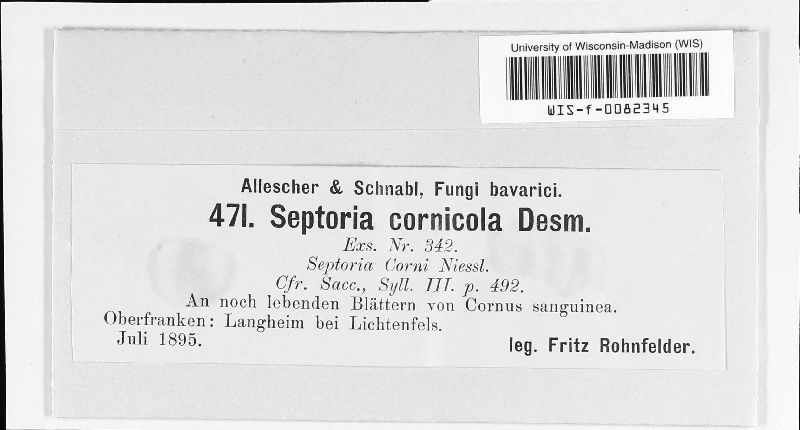 University of Wisconsin-Madison (WIS)
WIS-f-0082345
Allescher & Schnabl, Fungi bavarici.
471. Septoria cornicola Desm.
Exs. Nr. 342.
Septoria Corni Niessl.
Cfr. Sacc., Syll. III. p. 492.
An noch lebenden Blättern von Cornus sanguinea.
Oberfranken: Langheim bei Lichtenfels.
Juli 1895.
leg. Fritz Rohnfelder.